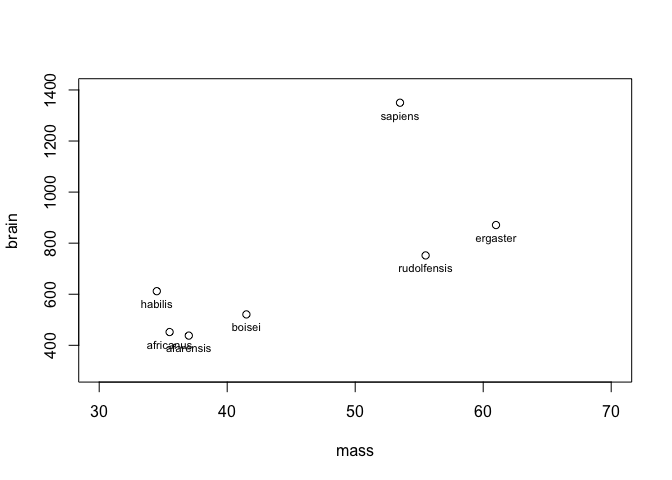 1400
1200
1000
800
600
400
brain
sapiens
ergaster
rudolfensis
habilis
boisei
africanus
afarensis
30 40 50 60 70
mass